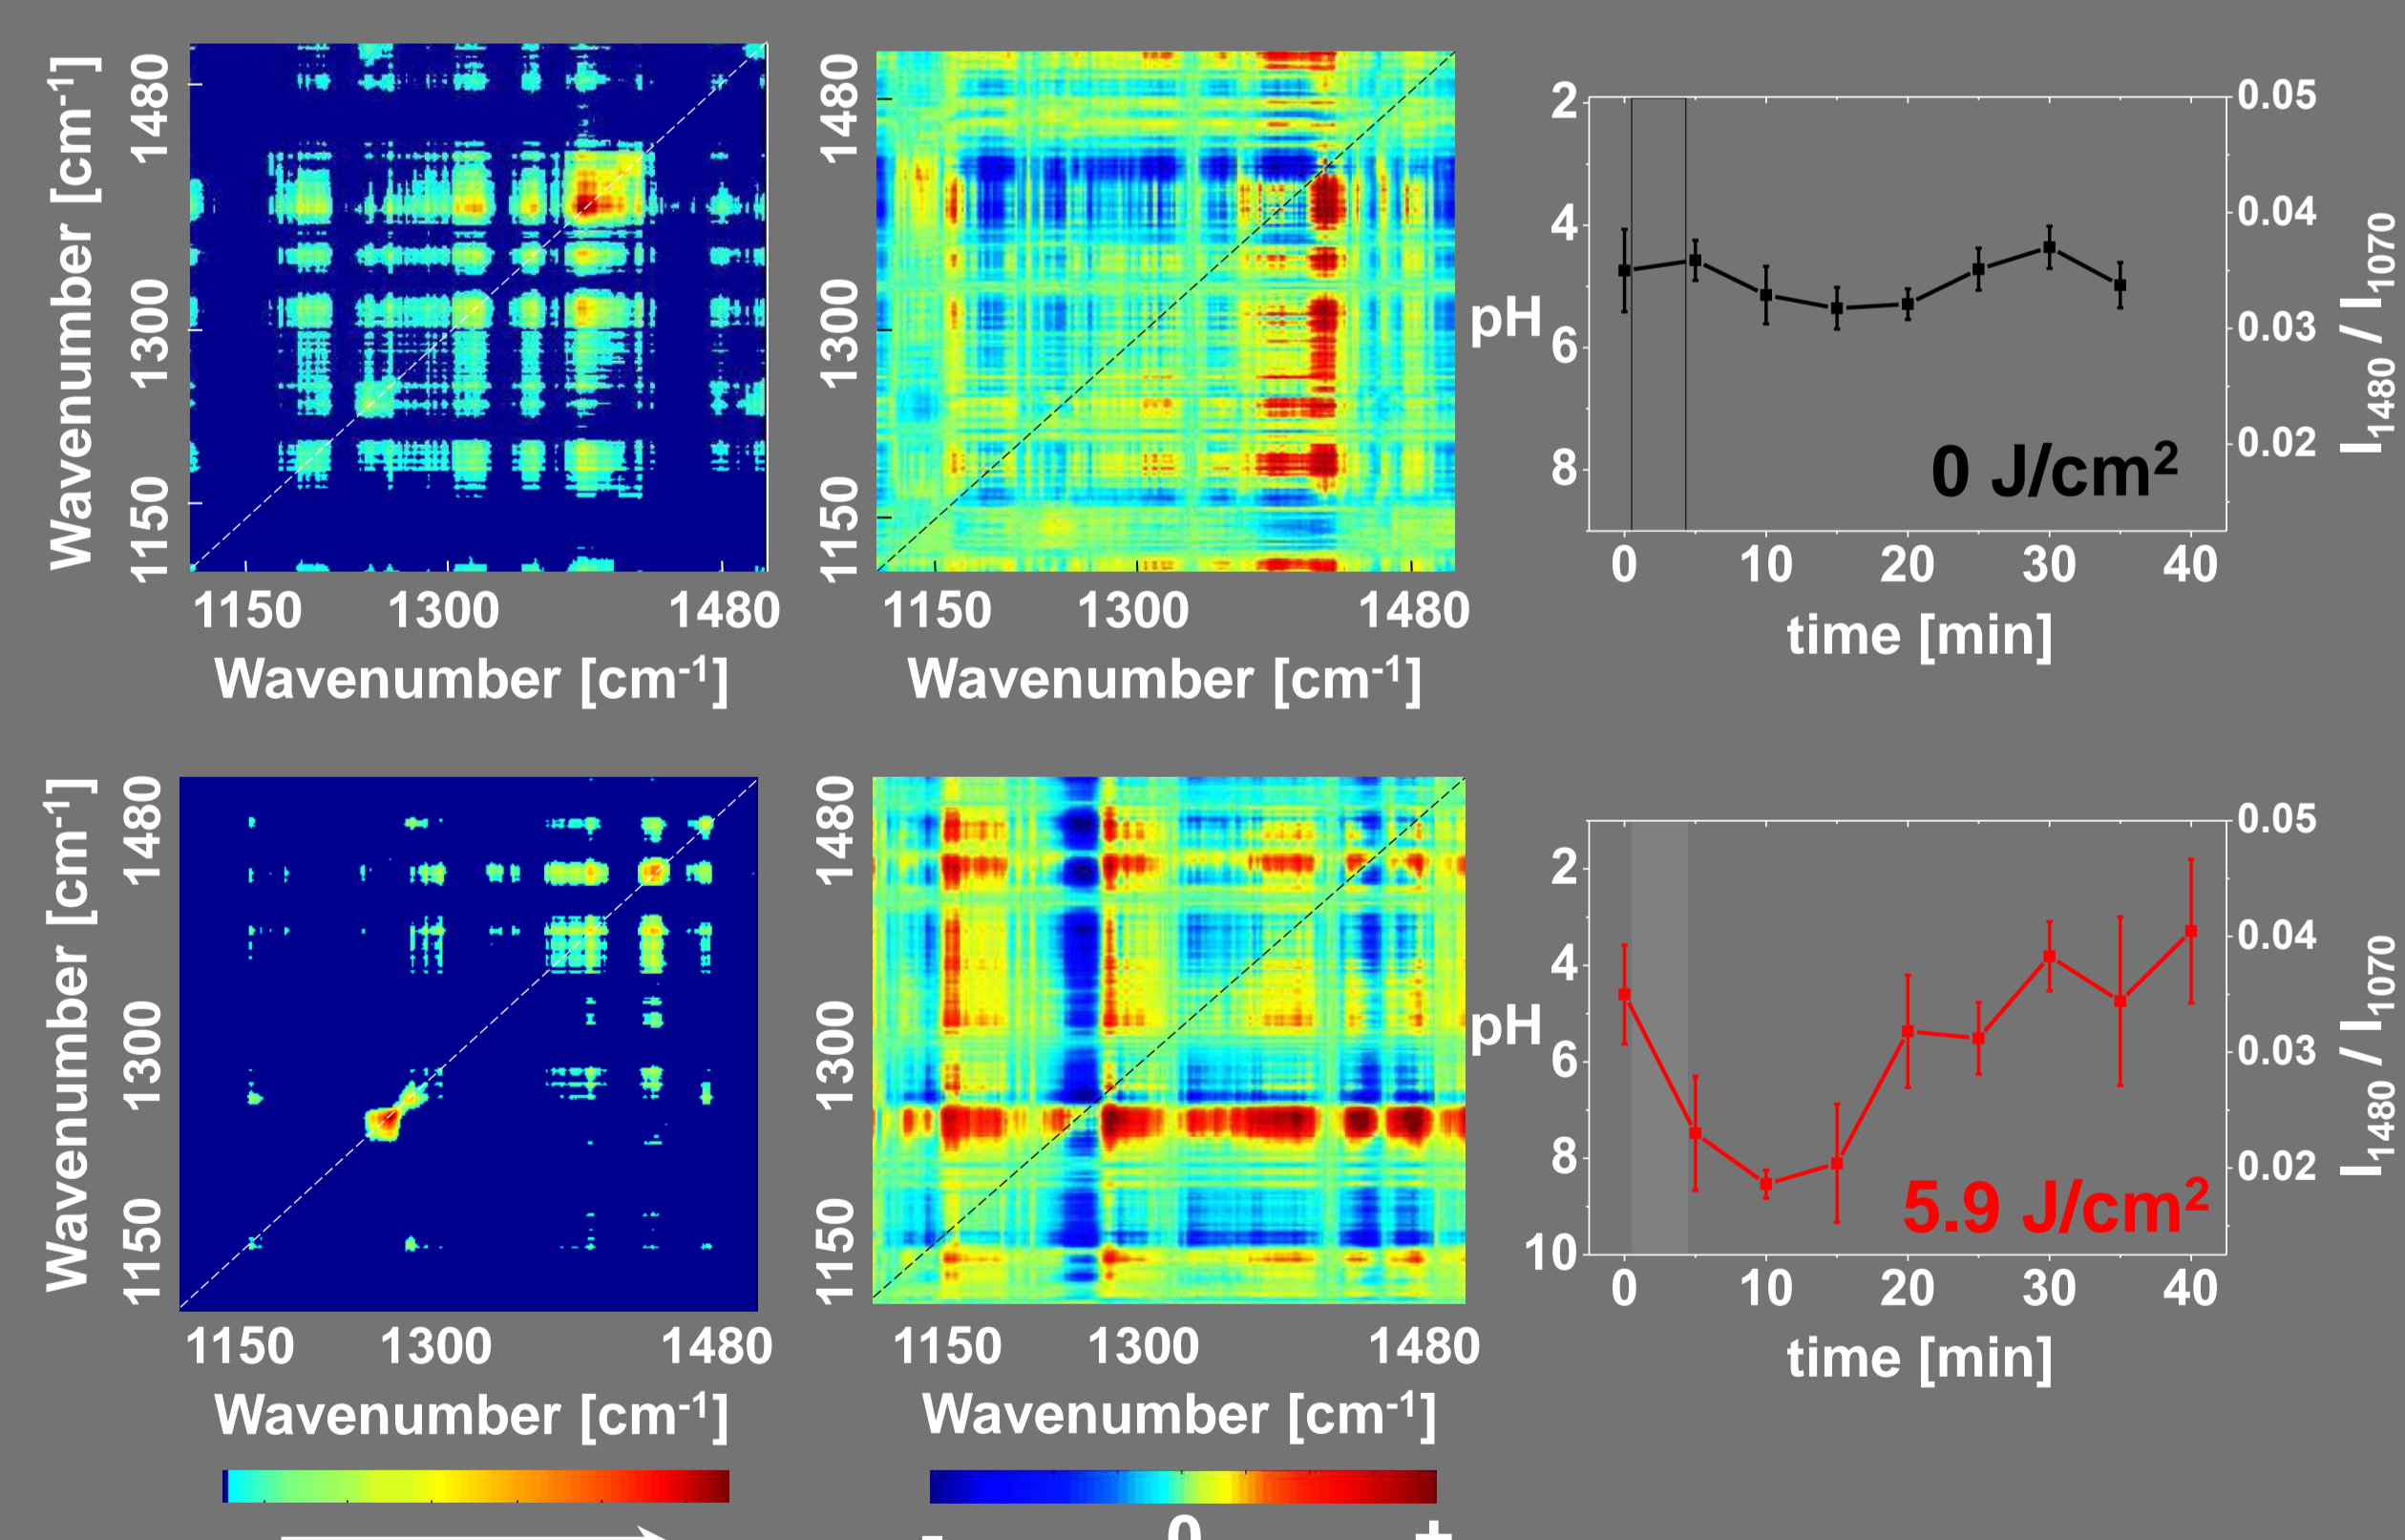 Wavenumber [cm⁻¹]
1480
1300
1150
1150 1300 1480
Wavenumber [cm⁻¹]
1480
1300
1150
1150 1300 1480
Wavenumber [cm⁻¹]
pH
2
4
6
8
0.05
0.04
0.03
0.02
I₁₄₈₀ / I₁₀₇₀
0 J/cm²
0 10 20 30 40
time [min]
Wavenumber [cm⁻¹]
1480
1300
1150
1150 1300 1480
Wavenumber [cm⁻¹]
1480
1300
1150
1150 1300 1480
Wavenumber [cm⁻¹]
pH
2
4
6
8
10
0.05
0.04
0.03
0.02
I₁₄₈₀ / I₁₀₇₀
5.9 J/cm²
0 10 20 30 40
time [min]
- 0 +